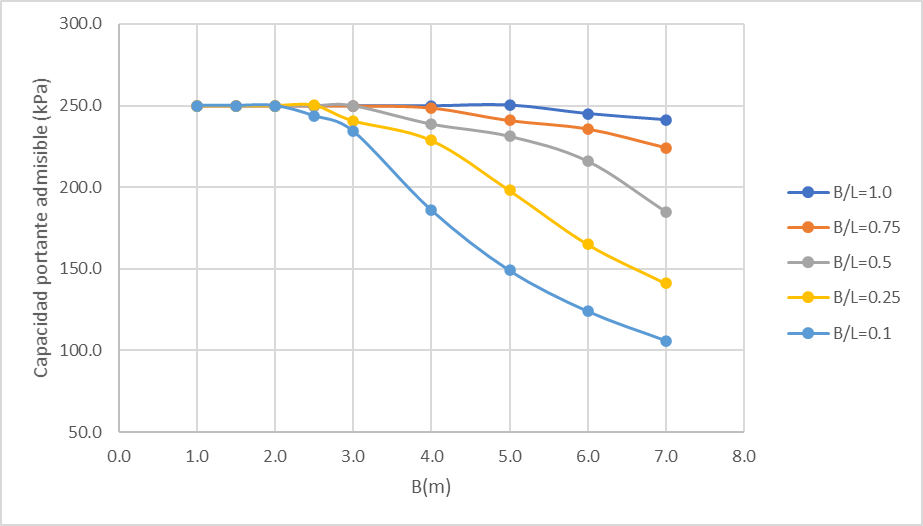 Capacidad portante admisible (kPa)
300.0
250.0
200.0
150.0
100.0
50.0
0.0 1.0 2.0 3.0 4.0 5.0 6.0 7.0 8.0
B(m)
B/L=1.0
B/L=0.75
B/L=0.5
B/L=0.25
B/L=0.1